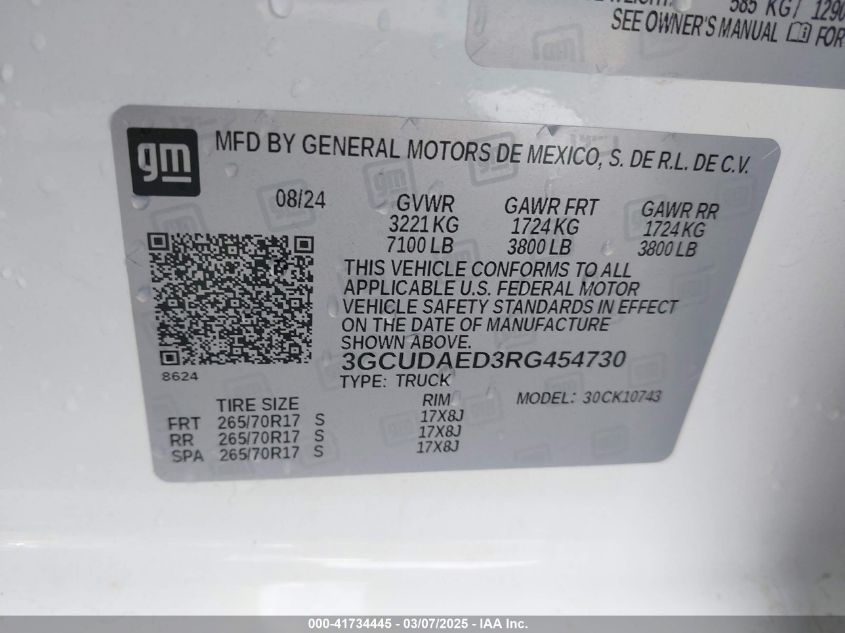 585 KG / 1290
SEE OWNER'S MANUAL FOR
gm
MFD BY GENERAL MOTORS DE MEXICO, S. DE R.L. DE C.V.
08/24 GVWR GAWR FRT GAWR RR
3221 KG 1724 KG 1724 KG
7100 LB 3800 LB 3800 LB
THIS VEHICLE CONFORMS TO ALL
APPLICABLE U.S. FEDERAL MOTOR
VEHICLE SAFETY STANDARDS IN EFFECT
ON THE DATE OF MANUFACTURE
SHOWN ABOVE.
3GCUDAED3RG454730
8624 TYPE: TRUCK
TIRE SIZE RIM MODEL: 30CK10743
FRT 265/70R17 S 17X8J
RR 265/70R17 S 17X8J
SPA 265/70R17 S 17X8J
000-41734445 - 03/07/2025 - IAA Inc.